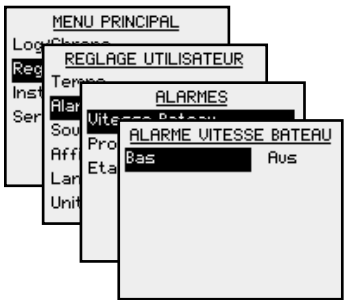 MENU PRINCIPAL
Log/Chrono
Reg
Inst
Ser
REGLAGE UTILISATEUR
Temps
Alar
Sou
Affi
Lan
Unit
ALARMES
Vitesse Bateau
Pro
Eta
ALARME VITESSE BATEAU
Bas Aus